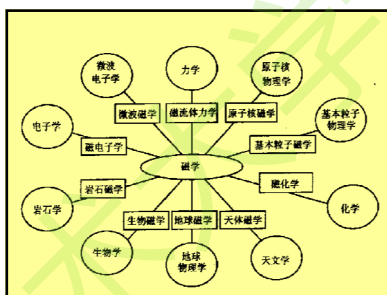 微波
电子学
力学
原子核
物理学
微波磁学
磁流体力学
原子核磁学
电子学
基本粒子
物理学
磁电子学
基本粒子磁学
磁学
岩石磁学
磁化学
岩石学
化学
生物磁学
地球磁学
天体磁学
生物学
地球
物理学
天文学